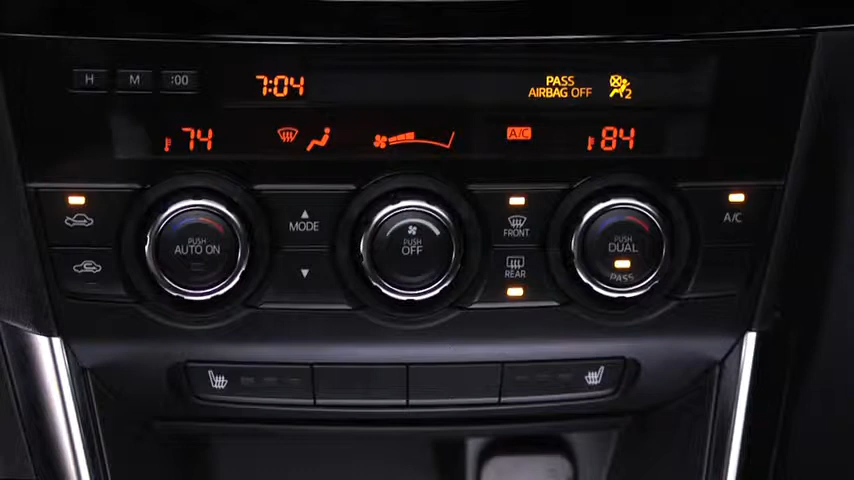 H M :00
7:04
PASS
AIRBAG OFF
2
74
A/C
84
PUSH
AUTO ON
MODE
PUSH
OFF
FRONT
REAR
PUSH
DUAL
PASS
A/C